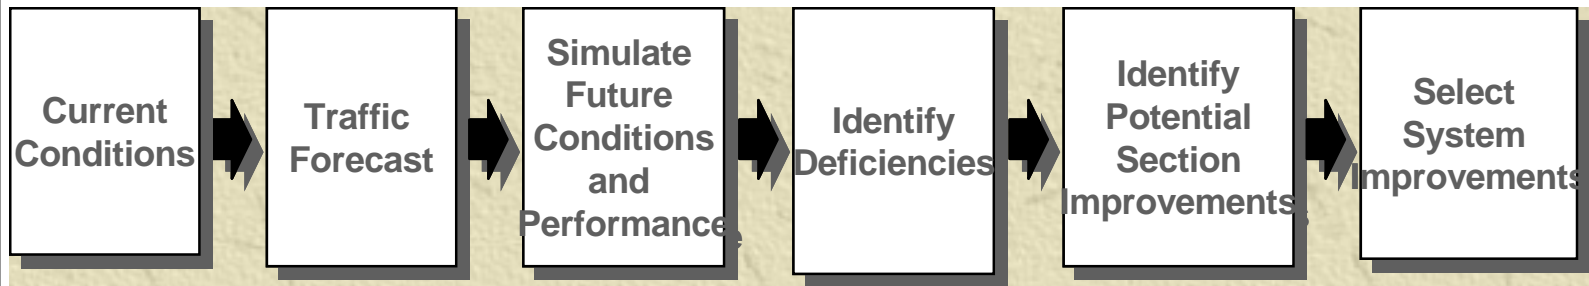 Current
Conditions
Traffic
Forecast
Simulate
Future
Conditions
and
Performance
Identify
Deficiencies
Identify
Potential
Section
Improvements
Select
System
Improvements